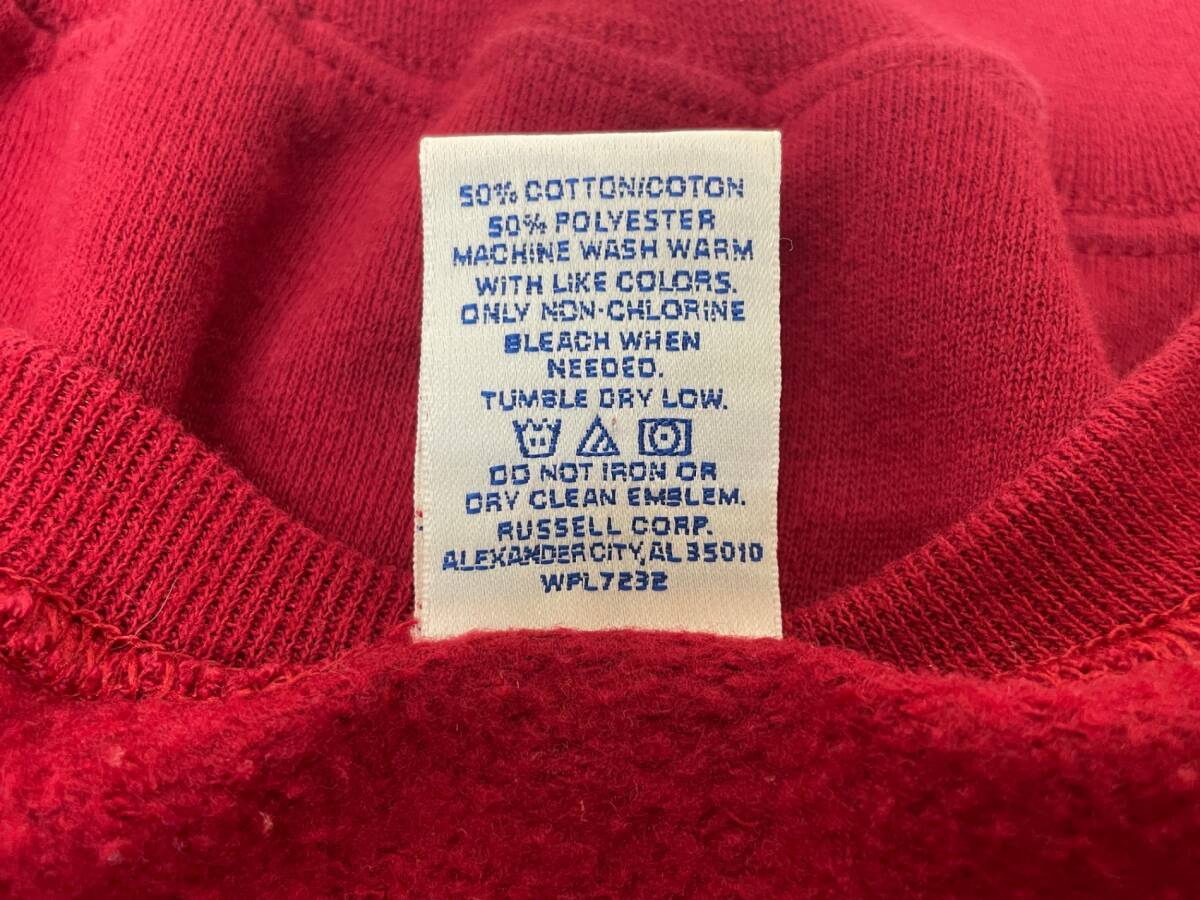 50% COTTON/COTON
50% POLYESTER
MACHINE WASH WARM
WITH LIKE COLORS.
ONLY NON-CHLORINE
BLEACH WHEN
NEEDED.
TUMBLE DRY LOW.
DO NOT IRON OR
DRY CLEAN EMBLEM.
RUSSELL CORP.
ALEXANDER CITY, AL 35010
WPL7232